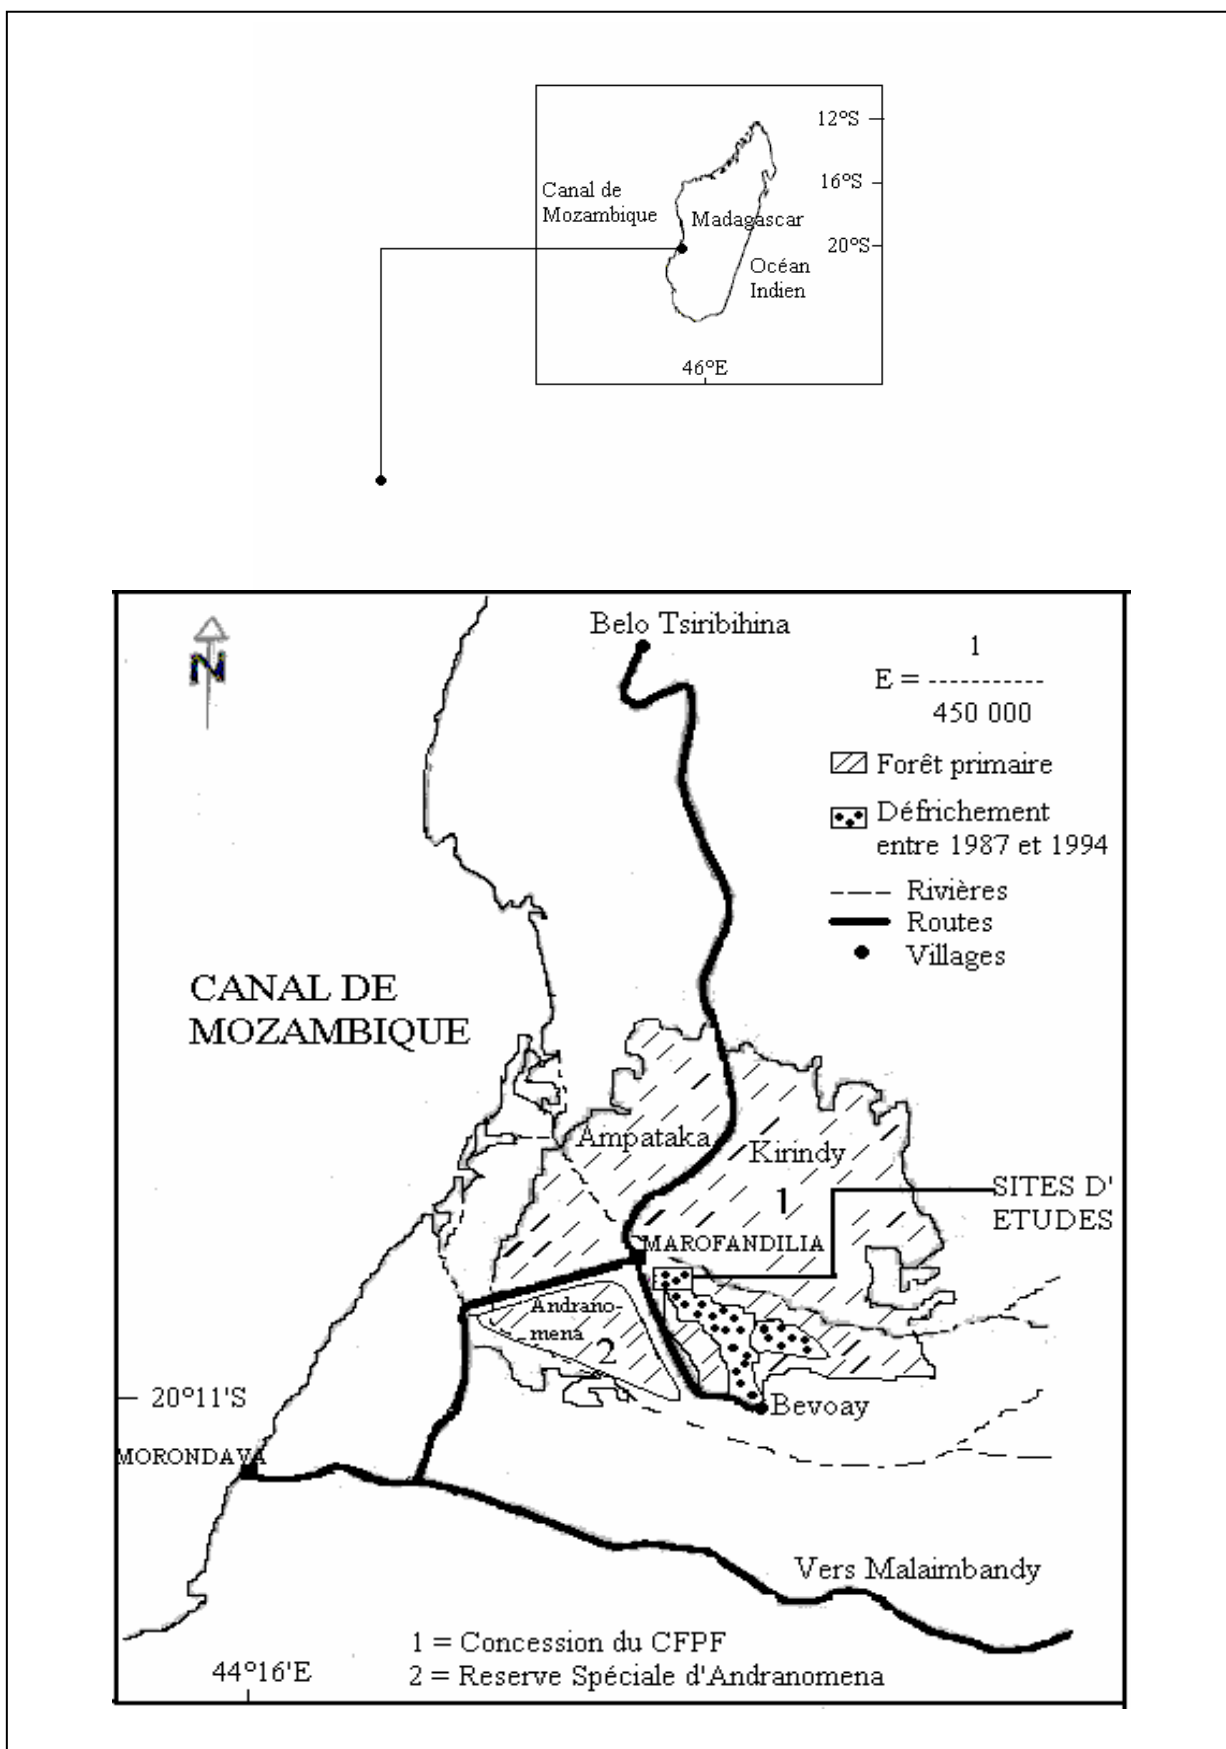 12°S
16°S
Canal de
Mozambique
Madagascar
20°S
Océan
Indien
46°E
Belo Tsiribihina
N
1
E = -----------
450 000
Forêt primaire
Défrichement
entre 1987 et 1994
Rivières
Routes
Villages
CANAL DE
MOZAMBIQUE
Ampataka
Kirindy
1
SITES D'
ETUDES
MAROFANDILIA
Andrano-
mena
2
20°11'S
Bevoay
MORONDAVA
Vers Malaimbandy
1 = Concession du CFPF
44°16'E
2 = Reserve Spéciale d'Andranomena